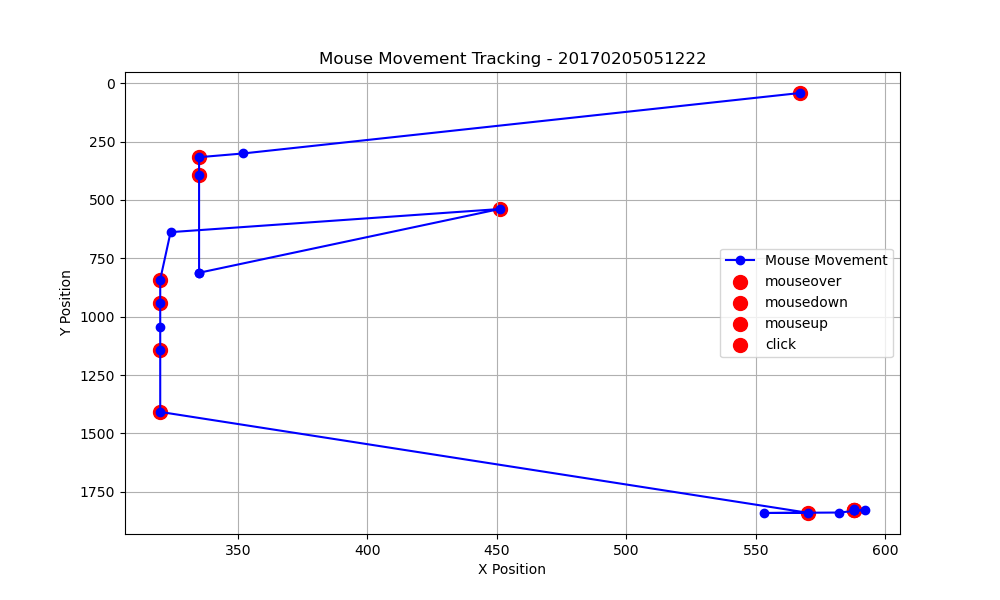 Mouse Movement Tracking - 20170205051222
0
250
500
750
1000
1250
1500
1750
Y Position
Mouse Movement
mouseover
mousedown
mouseup
click
350
400
450
500
550
600
X Position